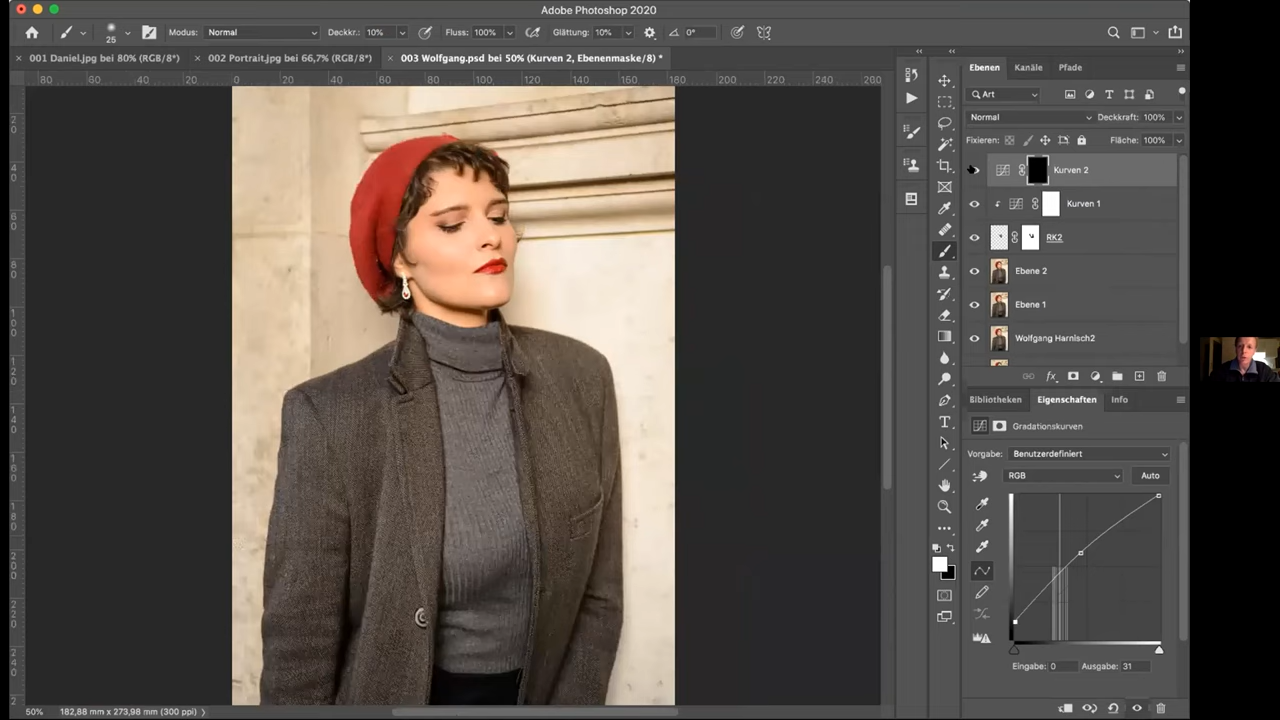 Adobe Photoshop 2020
25 Modus: Normal Deckkr.: 10% Fluss: 100% Glättung: 10% 0°
001 Daniel.jpg bei 80% (RGB/8*) 002 Portrait.jpg bei 66,7% (RGB/8*) 003 Wolfgang.psd bei 50% (Kurven 2, Ebenenmaske/8) *
80 60 40 20 0 20 40 60 80 100 120 140 160 180 200 220 240 260
Ebenen Kanäle Pfade
Art
Normal Deckkraft: 100%
Fixieren: Fläche: 100%
Kurven 2
Kurven 1
RK2
Ebene 2
Ebene 1
Wolfgang Harnisch2
Bibliotheken Eigenschaften Info
Gradationskurven
Vorgabe: Benutzerdefiniert
RGB Auto
Eingabe: 0 Ausgabe: 31
50% 182,88 mm x 273,98 mm (300 ppi)